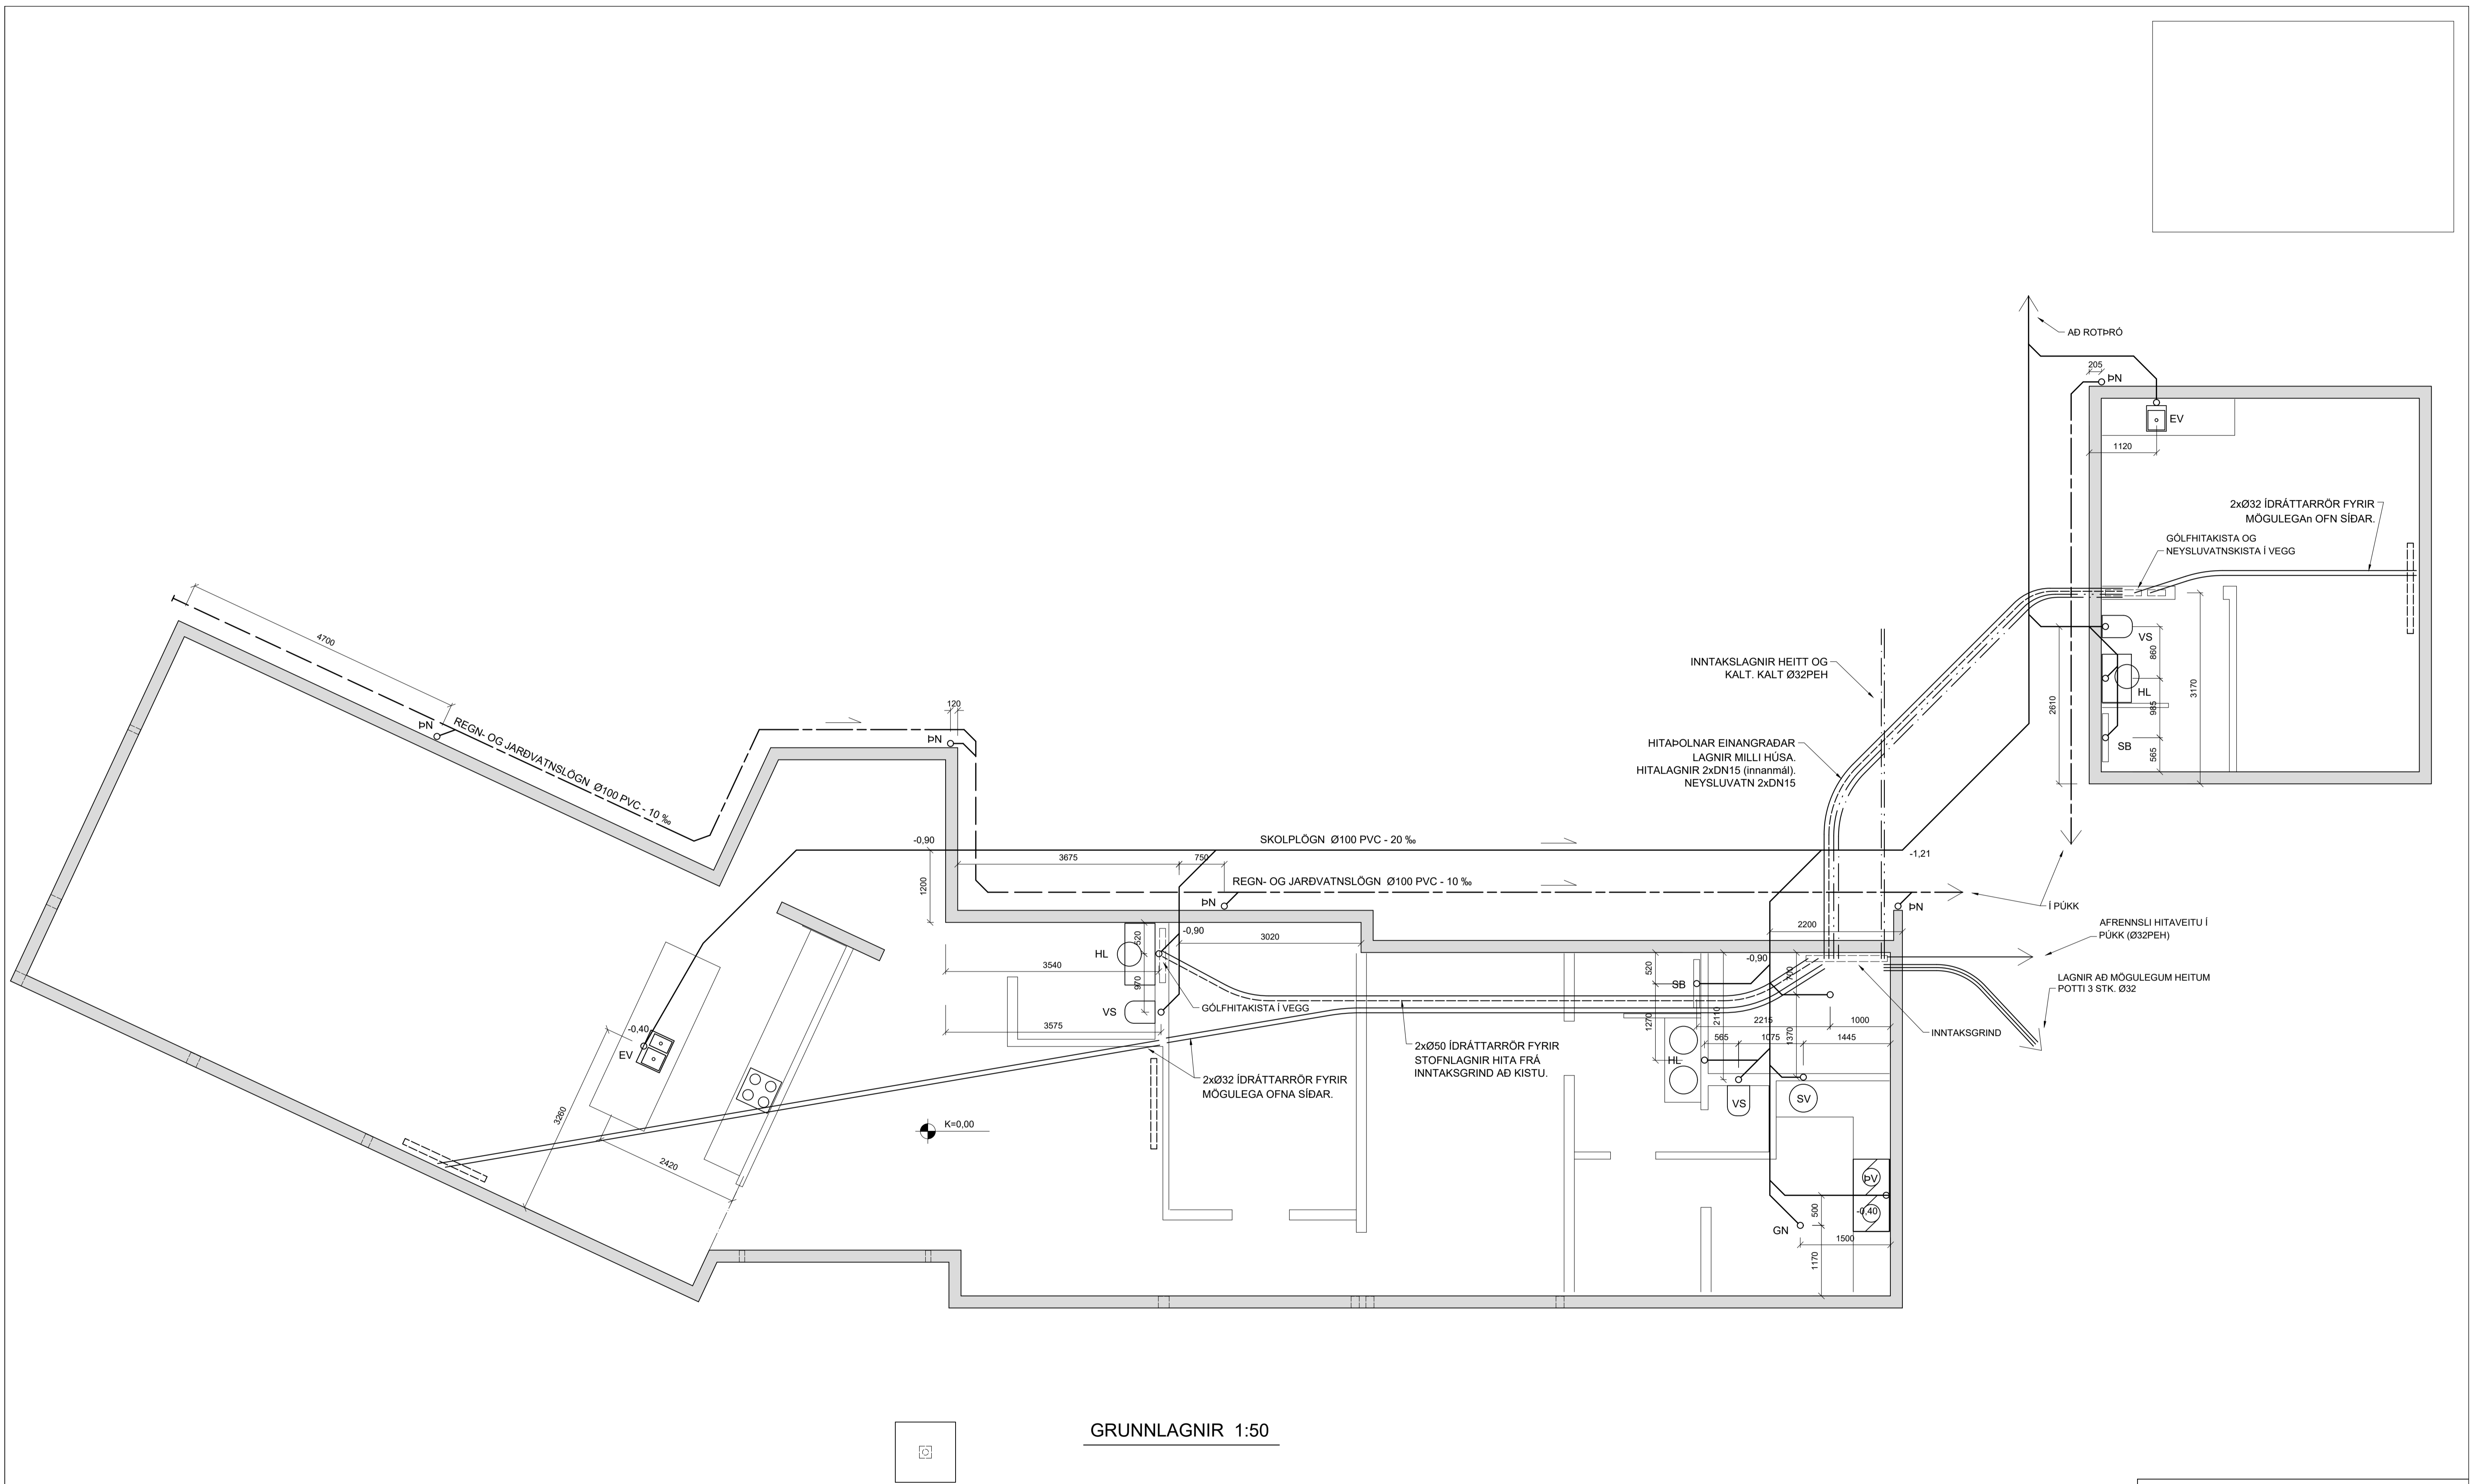 AÐ ROTÞRÓ
205
ÞN
EV
1120
2xØ32 ÍDRÁTTARRÖR FYRIR
MÖGULEGAn OFN SÍÐAR.
GÓLFHITAKISTA OG
NEYSLUVATNSKISTA Í VEGG
VS
860
HL
985
3170
SB
565
2610
INNTAKSLAGNIR HEITT OG
KALT. KALT Ø32PEH
HITAÞOLNAR EINANGRAÐAR
LAGNIR MILLI HÚSA.
HITALAGNIR 2xDN15 (innanmál).
NEYSLUVATN 2xDN15
4700
ÞN
REGN- OG JARÐVATNSLÖGN Ø100 PVC - 10 ‰
120
ÞN
-0,90
SKOLPLÖGN Ø100 PVC - 20 ‰
-1,21
3675
750
1200
REGN- OG JARÐVATNSLÖGN Ø100 PVC - 10 ‰
ÞN
ÞN
Í PÚKK
AFRENNSLI HITAVEITU Í
PÚKK (Ø32PEH)
LAGNIR AÐ MÖGULEGUM HEITUM
POTTI 3 STK. Ø32
-0,90
520
3020
2200
HL
3540
970
VS
3575
GÓLFHITAKISTA Í VEGG
-0,90
520
SB
700
2110
1270
2215
1000
565
1075
1370
1445
INNTAKSGRIND
HL
VS
SV
2xØ50 ÍDRÁTTARRÖR FYRIR
STOFNLAGNIR HITA FRÁ
INNTAKSGRIND AÐ KISTU.
2xØ32 ÍDRÁTTARRÖR FYRIR
MÖGULEGA OFNA SÍÐAR.
-0,40
EV
3260
2420
K=0,00
ÞV
-0,40
500
GN
1500
1170
GRUNNLAGNIR 1:50